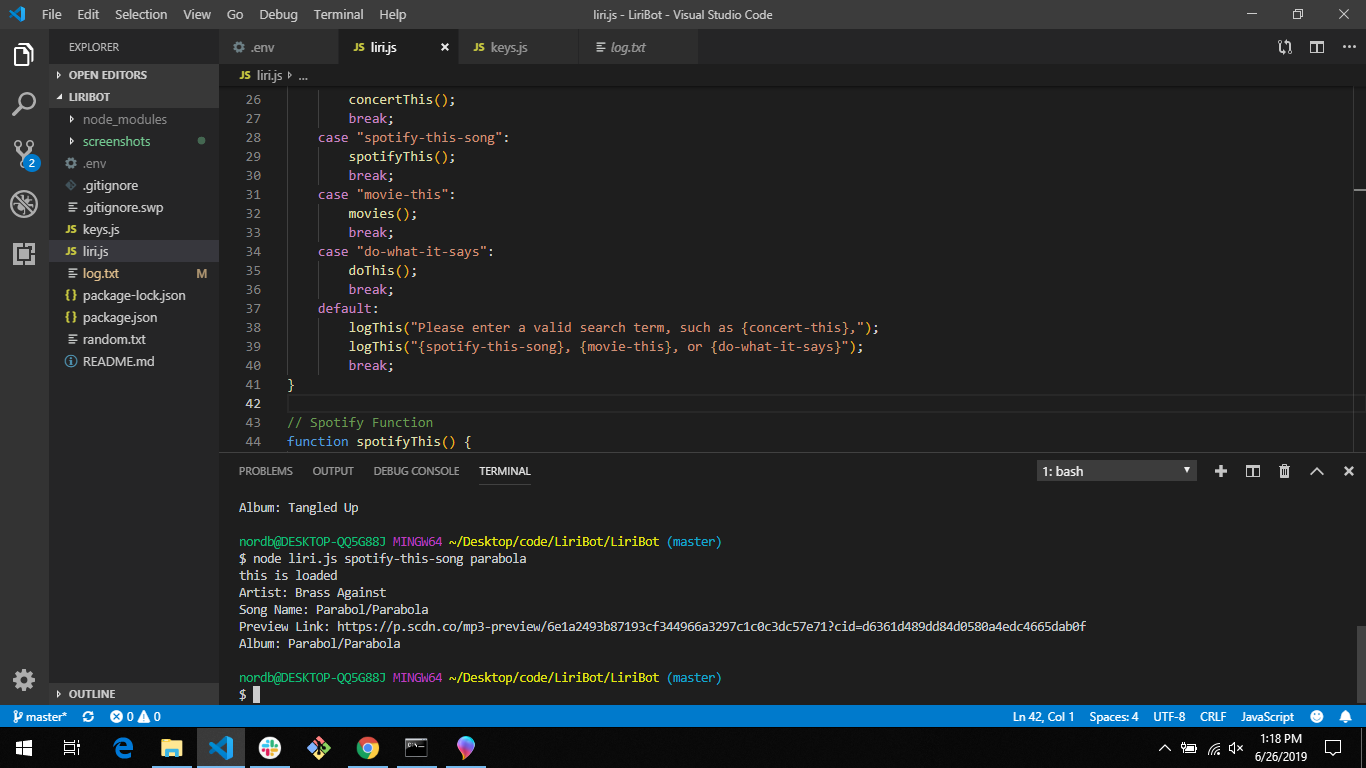 File Edit Selection View Go Debug Terminal Help
liri.js - LiriBot - Visual Studio Code
EXPLORER
OPEN EDITORS
LIRIBOT
node_modules
screenshots
.env
.gitignore
.gitignore.swp
JS keys.js
JS liri.js
log.txt M
{} package-lock.json
{} package.json
random.txt
README.md
OUTLINE
2
.env JS liri.js JS keys.js log.txt
JS liri.js ...
26 concertThis();
27 break;
28 case "spotify-this-song":
29 spotifyThis();
30 break;
31 case "movie-this":
32 movies();
33 break;
34 case "do-what-it-says":
35 doThis();
36 break;
37 default:
38 logThis("Please enter a valid search term, such as {concert-this},");
39 logThis("{spotify-this-song}, {movie-this}, or {do-what-it-says}");
40 break;
41 }
42
43 // Spotify Function
44 function spotifyThis() {
PROBLEMS OUTPUT DEBUG CONSOLE TERMINAL
1: bash
Album: Tangled Up
nordb@DESKTOP-QQ5G88J MINGW64 ~/Desktop/code/LiriBot/LiriBot (master)
$ node liri.js spotify-this-song parabola
this is loaded
Artist: Brass Against
Song Name: Parabol/Parabola
Preview Link: https://p.scdn.co/mp3-preview/6e1a2493b87193cf344966a3297c1c0c3dc57e71?cid=d6361d489dd84d0580a4edc4665dab0f
Album: Parabol/Parabola
nordb@DESKTOP-QQ5G88J MINGW64 ~/Desktop/code/LiriBot/LiriBot (master)
$
master* 0 0
Ln 42, Col 1 Spaces: 4 UTF-8 CRLF JavaScript
1:18 PM
6/26/2019